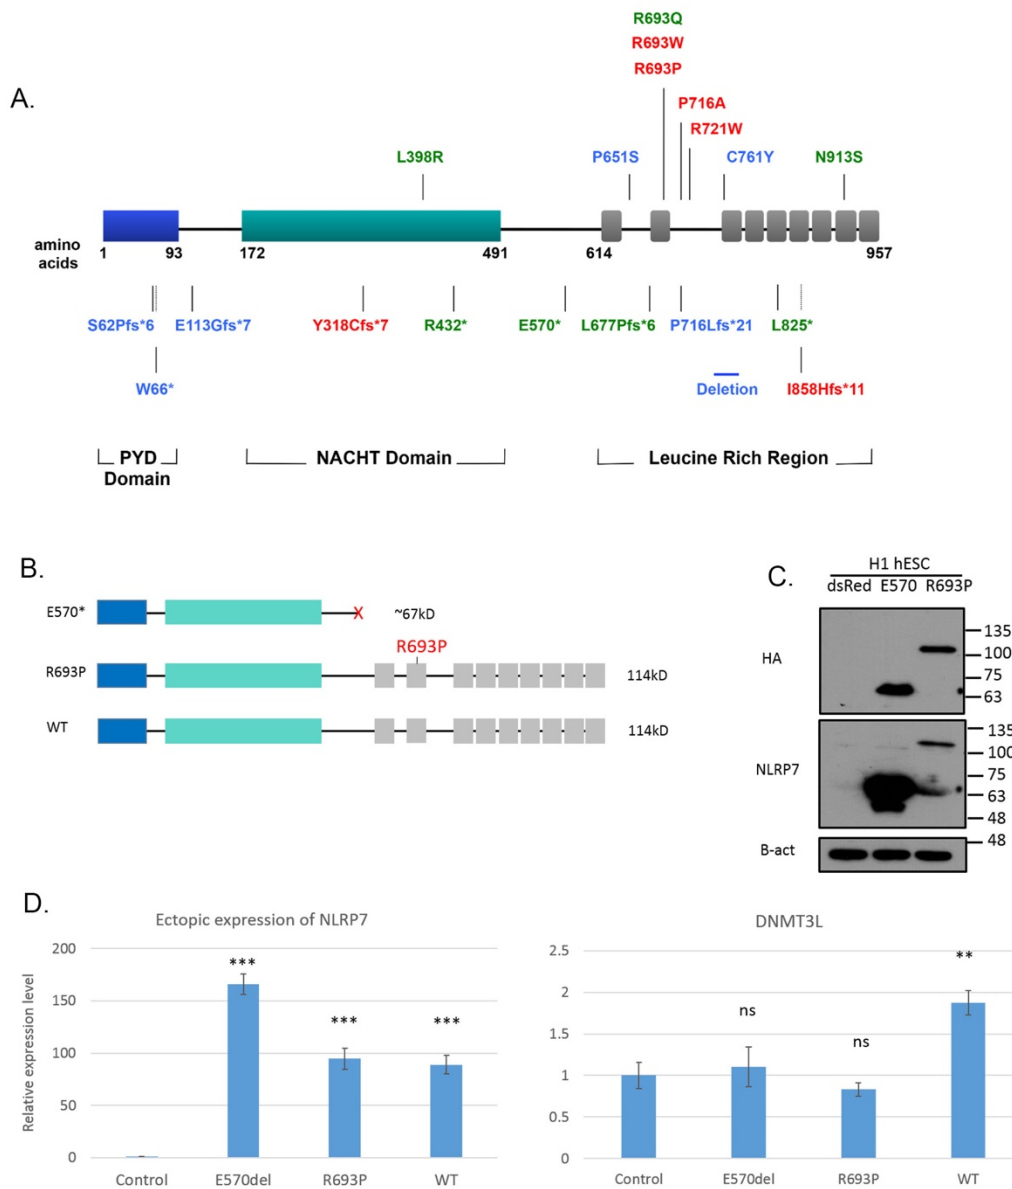 A.
R693Q
R693W
R693P
P716A
R721W
L398R
P651S
C761Y
N913S
amino
acids
1
93
172
491
614
957
S62Pfs*6
E113Gfs*7
Y318Cfs*7
R432*
E570*
L677Pfs*6
P716Lfs*21
L825*
W66*
Deletion
I858Hfs*11
PYD
Domain
NACHT Domain
Leucine Rich Region
B.
E570*
X
~67kD
R693P
R693P
114kD
WT
114kD
C.
H1 hESC
dsRed E570 R693P
HA
135
100
75
63
NLRP7
135
100
75
63
48
B-act
48
D.
Ectopic expression of NLRP7
Relative expression level
200
150
100
50
0
***
***
***
Control
E570del
R693P
WT
DNMT3L
2.5
2
1.5
1
0.5
0
ns
ns
**
Control
E570del
R693P
WT